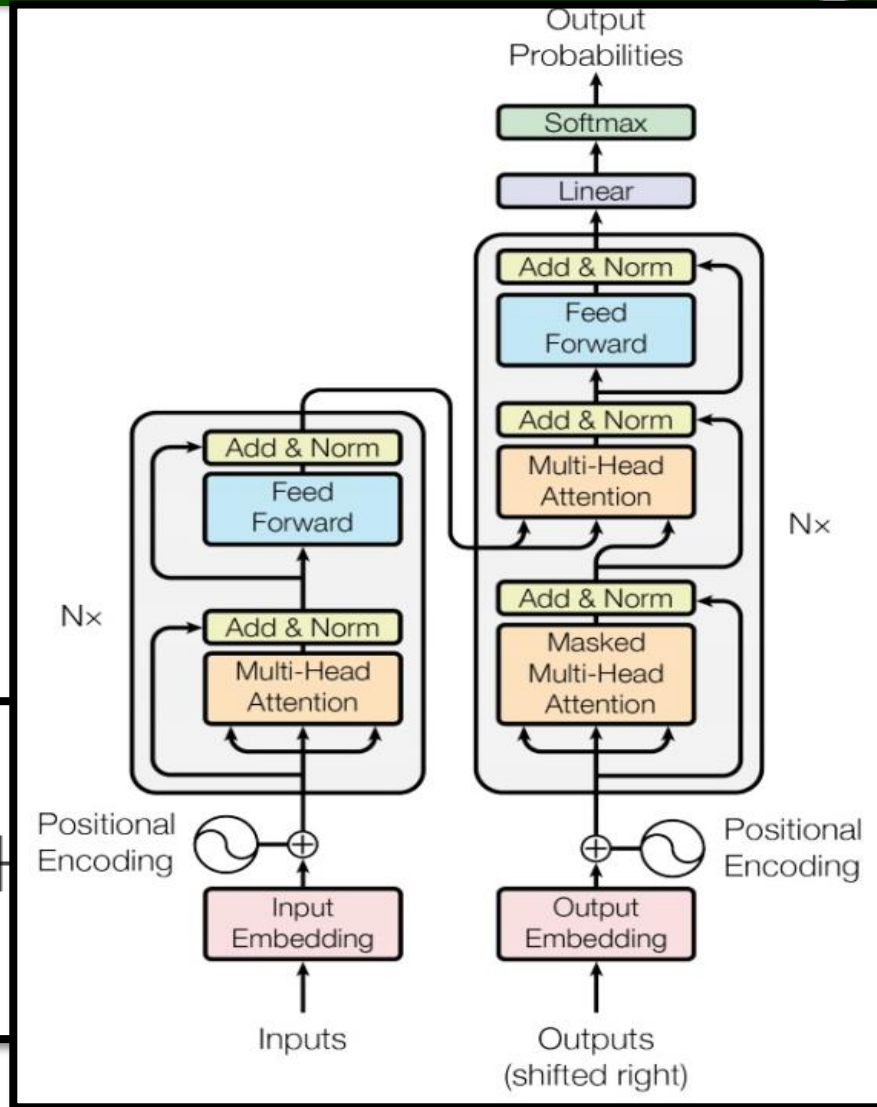 Output
Probabilities
Softmax
Linear
Add & Norm
Feed
Forward
Add & Norm
Multi-Head
Attention
Add & Norm
Masked
Multi-Head
Attention
Nx
Add & Norm
Feed
Forward
Add & Norm
Multi-Head
Attention
Nx
Positional
Encoding
Positional
Encoding
Input
Embedding
Output
Embedding
Inputs
Outputs
(shifted right)